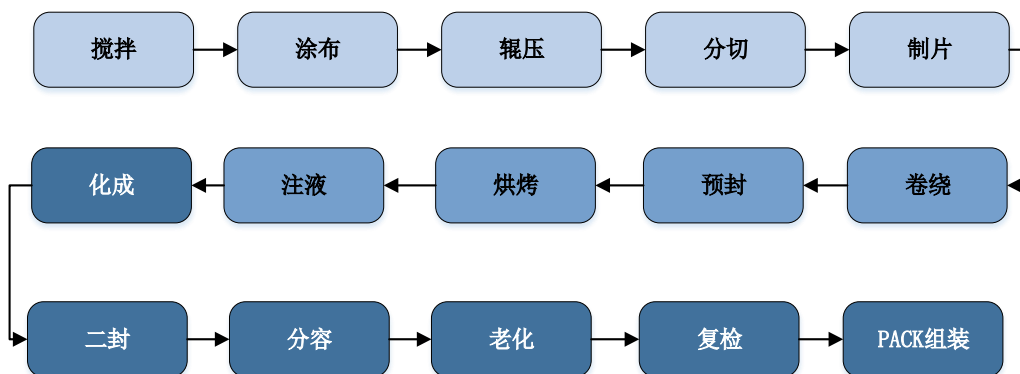 搅拌
涂布
辊压
分切
制片
化成
注液
烘烤
预封
卷绕
二封
分容
老化
复检
PACK组装